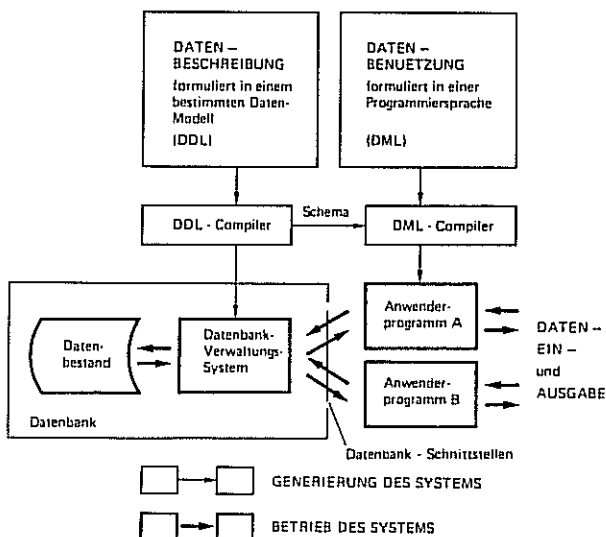 DATEN –
BESCHREIBUNG
formuliert in einem
bestimmten Daten-
Modell
(DDL)
DATEN –
BENUETZUNG
formuliert in einer
Programmiersprache
(DML)
Schema
DDL - Compiler
DML - Compiler
Daten-
bestand
Datenbank-
Verwaltungs-
System
Datenbank
Anwender-
programm A
Anwender-
programm B
DATEN –
EIN –
und
AUSGABE
Datenbank - Schnittstellen
GENERIERUNG DES SYSTEMS
BETRIEB DES SYSTEMS